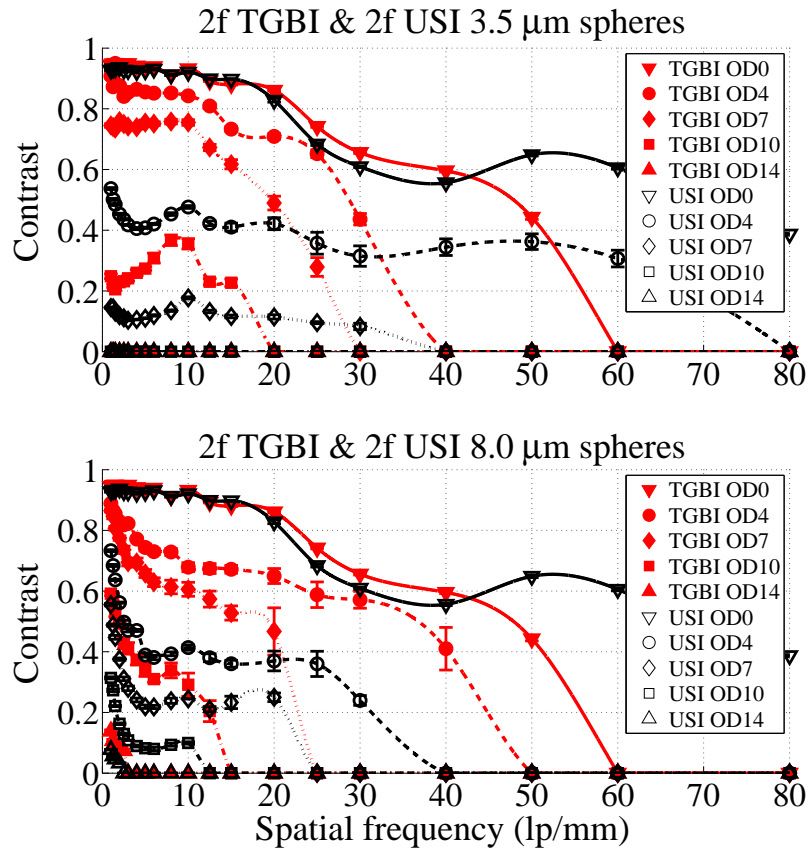 2f TGBI & 2f USI 3.5 μm spheres
Contrast
1
0.8
0.6
0.4
0.2
0
0 10 20 30 40 50 60 80
TGBI OD0
TGBI OD4
TGBI OD7
TGBI OD10
TGBI OD14
USI OD0
USI OD4
USI OD7
USI OD10
USI OD14
2f TGBI & 2f USI 8.0 μm spheres
Contrast
1
0.8
0.6
0.4
0.2
0
0 10 20 30 40 50 60 80
Spatial frequency (lp/mm)
TGBI OD0
TGBI OD4
TGBI OD7
TGBI OD10
TGBI OD14
USI OD0
USI OD4
USI OD7
USI OD10
USI OD14